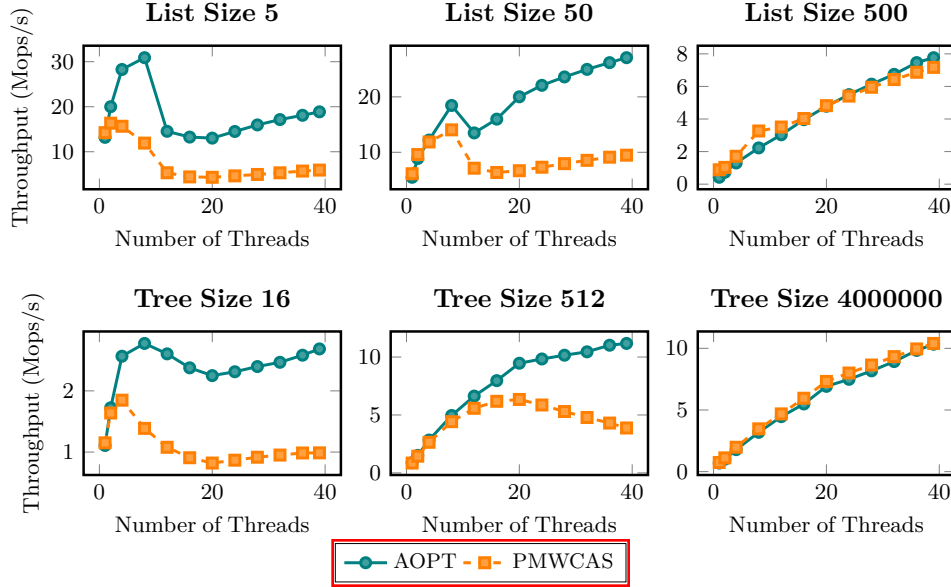 List Size 5
List Size 50
List Size 500
Throughput (Mops/s)
30
20
10
20
10
8
6
4
2
0
0 20 40
0 20 40
0 20 40
Number of Threads
Number of Threads
Number of Threads
Tree Size 16
Tree Size 512
Tree Size 4000000
Throughput (Mops/s)
2
1
10
5
0
10
5
0
0 20 40
0 20 40
0 20 40
Number of Threads
Number of Threads
Number of Threads
AOPT PMWCAS